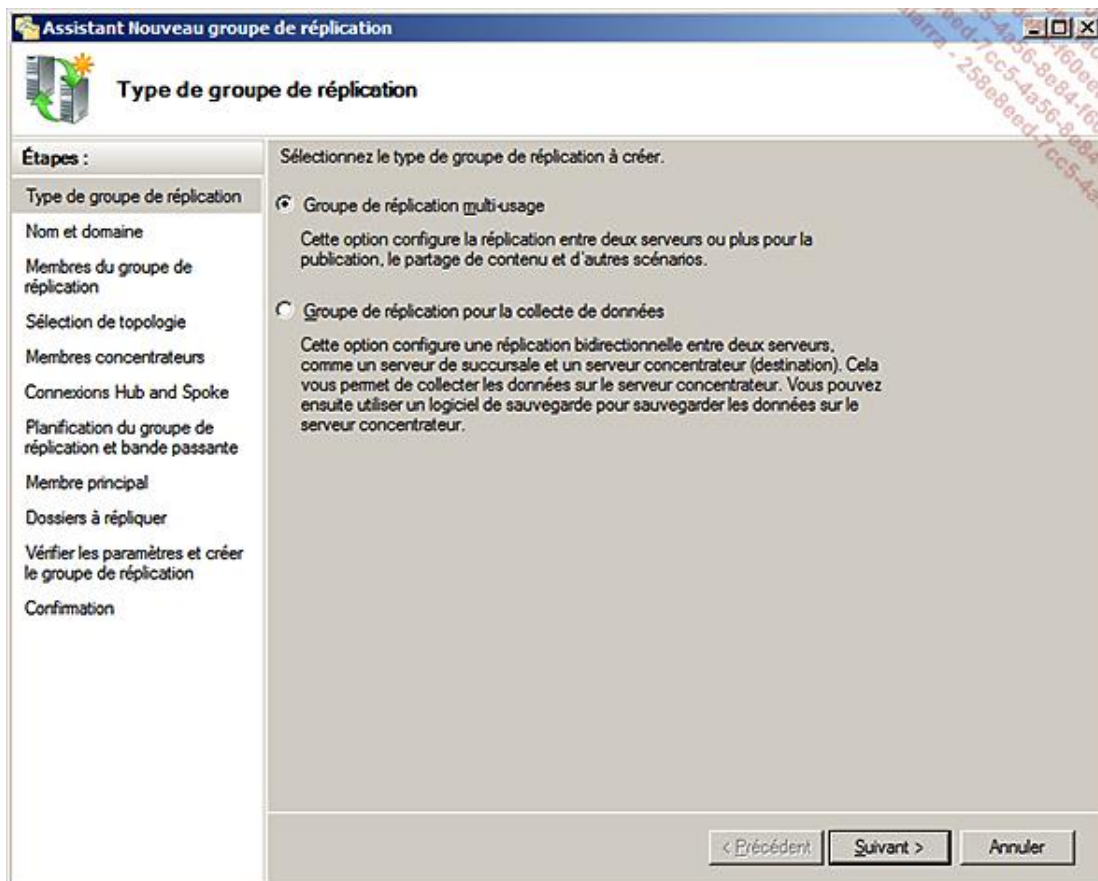 Assistant Nouveau groupe de réplication
Type de groupe de réplication
Étapes :
Type de groupe de réplication
Nom et domaine
Membres du groupe de
réplication
Sélection de topologie
Membres concentrateurs
Connexions Hub and Spoke
Planification du groupe de
réplication et bande passante
Membre principal
Dossiers à répliquer
Vérifier les paramètres et créer
le groupe de réplication
Confirmation
Sélectionnez le type de groupe de réplication à créer.
Groupe de réplication multi-usage
Cette option configure la réplication entre deux serveurs ou plus pour la
publication, le partage de contenu et d'autres scénarios.
Groupe de réplication pour la collecte de données
Cette option configure une réplication bidirectionnelle entre deux serveurs,
comme un serveur de succursale et un serveur concentrateur (destination). Cela
vous permet de collecter les données sur le serveur concentrateur. Vous pouvez
ensuite utiliser un logiciel de sauvegarde pour sauvegarder les données sur le
serveur concentrateur.
< Précédent
Suivant >
Annuler